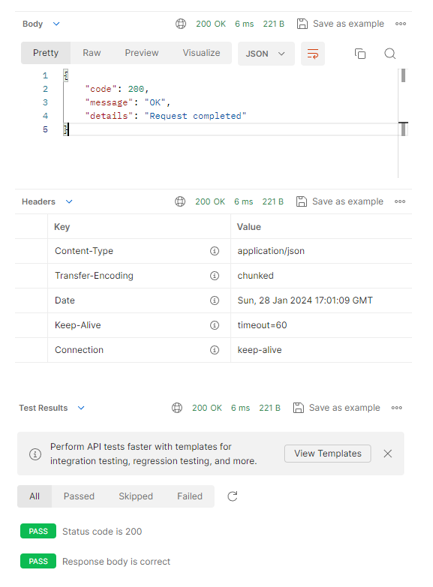 Body 200 OK 6 ms 221 B Save as example
Pretty Raw Preview Visualize JSON
1 {
2 "code": 200,
3 "message": "OK",
4 "details": "Request completed"
5 }
Headers 200 OK 6 ms 221 B Save as example
Key Value
Content-Type application/json
Transfer-Encoding chunked
Date Sun, 28 Jan 2024 17:01:09 GMT
Keep-Alive timeout=60
Connection keep-alive
Test Results 200 OK 6 ms 221 B Save as example
Perform API tests faster with templates for
integration testing, regression testing, and more.
View Templates
All Passed Skipped Failed
PASS Status code is 200
PASS Response body is correct